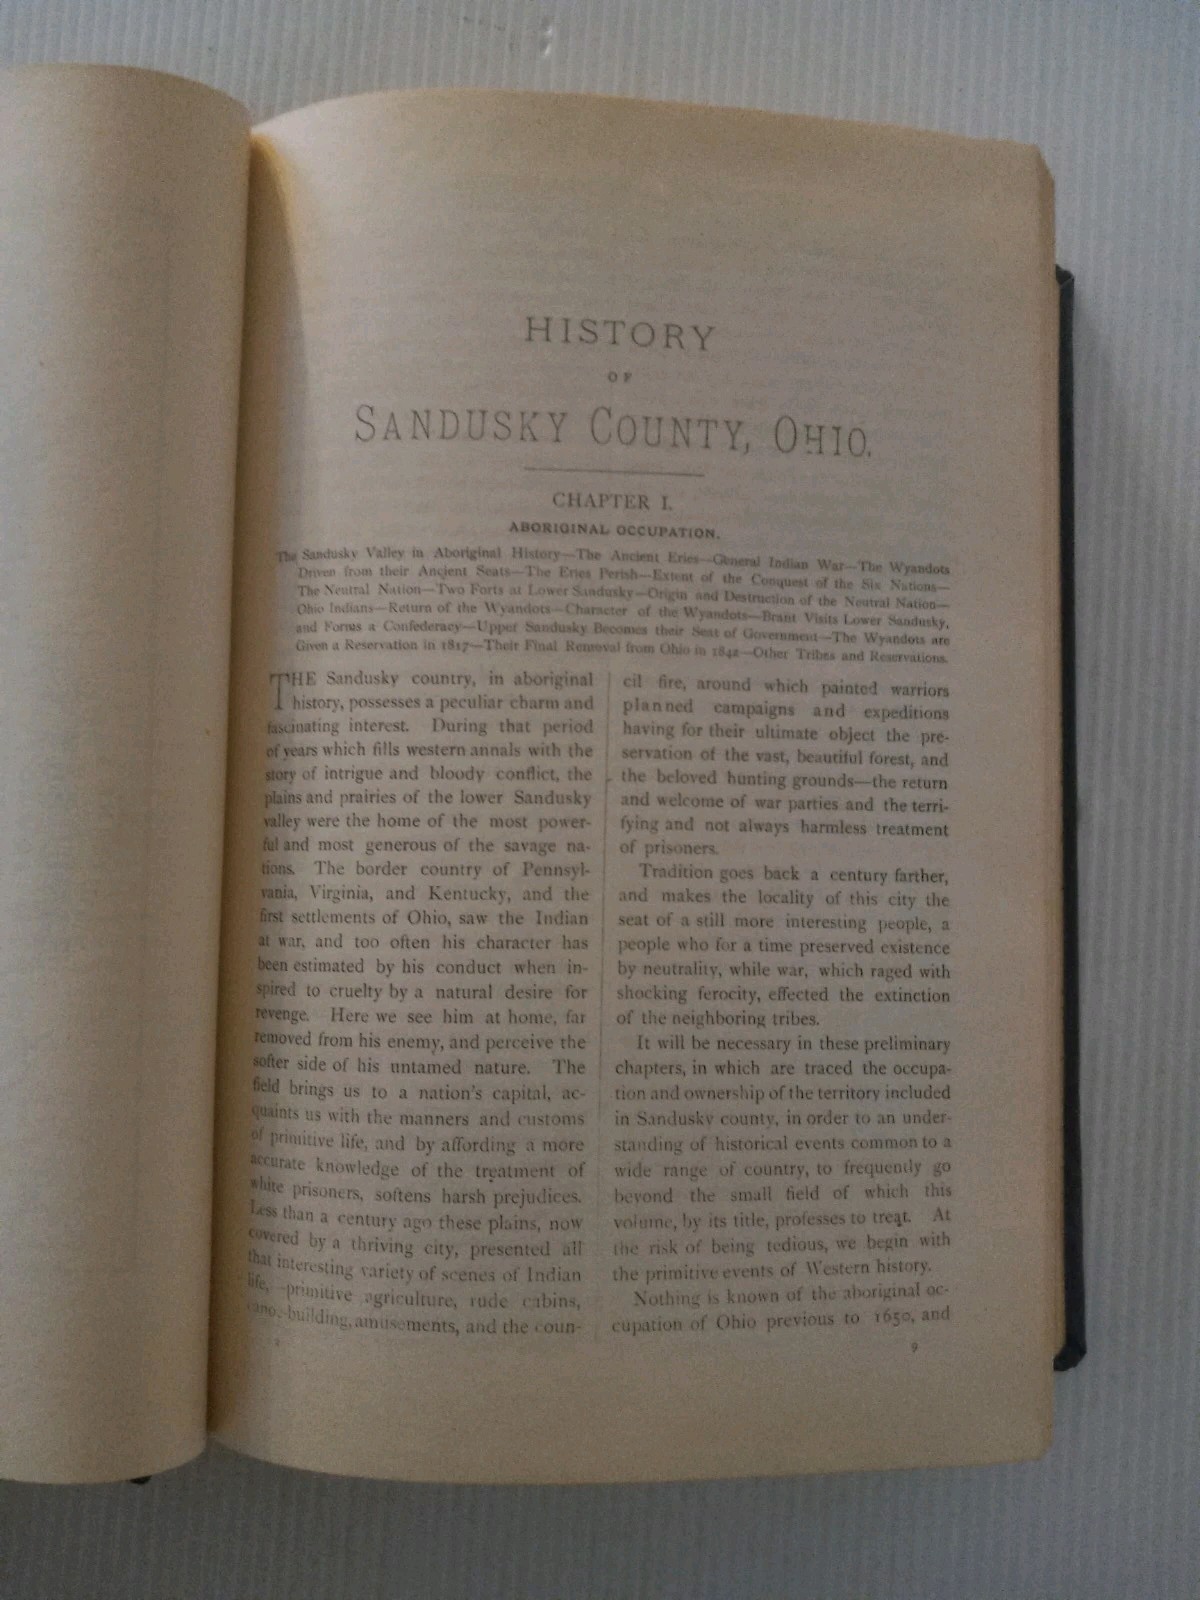 HISTORY
OF
SANDUSKY COUNTY, OHIO.
CHAPTER I.
ABORIGINAL OCCUPATION.
The Sandusky Valley in Aboriginal History—The Ancient Eries—General Indian War—The Wyandots
Driven from their Ancient Seats—The Eries Perish—Extent of the Conquest of the Six Nations—
The Neutral Nation—Two Forts at Lower Sandusky—Origin and Destruction of the Neutral Nation—
Ohio Indians—Return of the Wyandots—Character of the Wyandots—Brant Visits Lower Sandusky,
and Forms a Confederacy—Upper Sandusky Becomes their Seat of Government—The Wyandots are
Given a Reservation in 1817—Their Final Removal from Ohio in 1842—Other Tribes and Reservations.
THE Sandusky country, in aboriginal
history, possesses a peculiar charm and
fascinating interest. During that period
of years which fills western annals with the
story of intrigue and bloody conflict, the
plains and prairies of the lower Sandusky
valley were the home of the most power-
ful and most generous of the savage na-
tions. The border country of Pennsyl-
vania, Virginia, and Kentucky, and the
first settlements of Ohio, saw the Indian
at war, and too often his character has
been estimated by his conduct when in-
spired to cruelty by a natural desire for
revenge. Here we see him at home, far
removed from his enemy, and perceive the
softer side of his untamed nature. The
field brings us to a nation's capital, ac-
quaints us with the manners and customs
of primitive life, and by affording a more
accurate knowledge of the treatment of
white prisoners, softens harsh prejudices.
Less than a century ago these plains, now
covered by a thriving city, presented all
that interesting variety of scenes of Indian
life,—primitive agriculture, rude cabins,
canoe-building, amusements, and the coun-
cil fire, around which painted warriors
planned campaigns and expeditions
having for their ultimate object the pre-
servation of the vast, beautiful forest, and
the beloved hunting grounds—the return
and welcome of war parties and the terri-
fying and not always harmless treatment
of prisoners.
Tradition goes back a century farther,
and makes the locality of this city the
seat of a still more interesting people, a
people who for a time preserved existence
by neutrality, while war, which raged with
shocking ferocity, effected the extinction
of the neighboring tribes.
It will be necessary in these preliminary
chapters, in which are traced the occupa-
tion and ownership of the territory included
in Sandusky county, in order to an under-
standing of historical events common to a
wide range of country, to frequently go
beyond the small field of which this
volume, by its title, professes to treat. At
the risk of being tedious, we begin with
the primitive events of Western history.
Nothing is known of the aboriginal oc-
cupation of Ohio previous to 1650, and
9